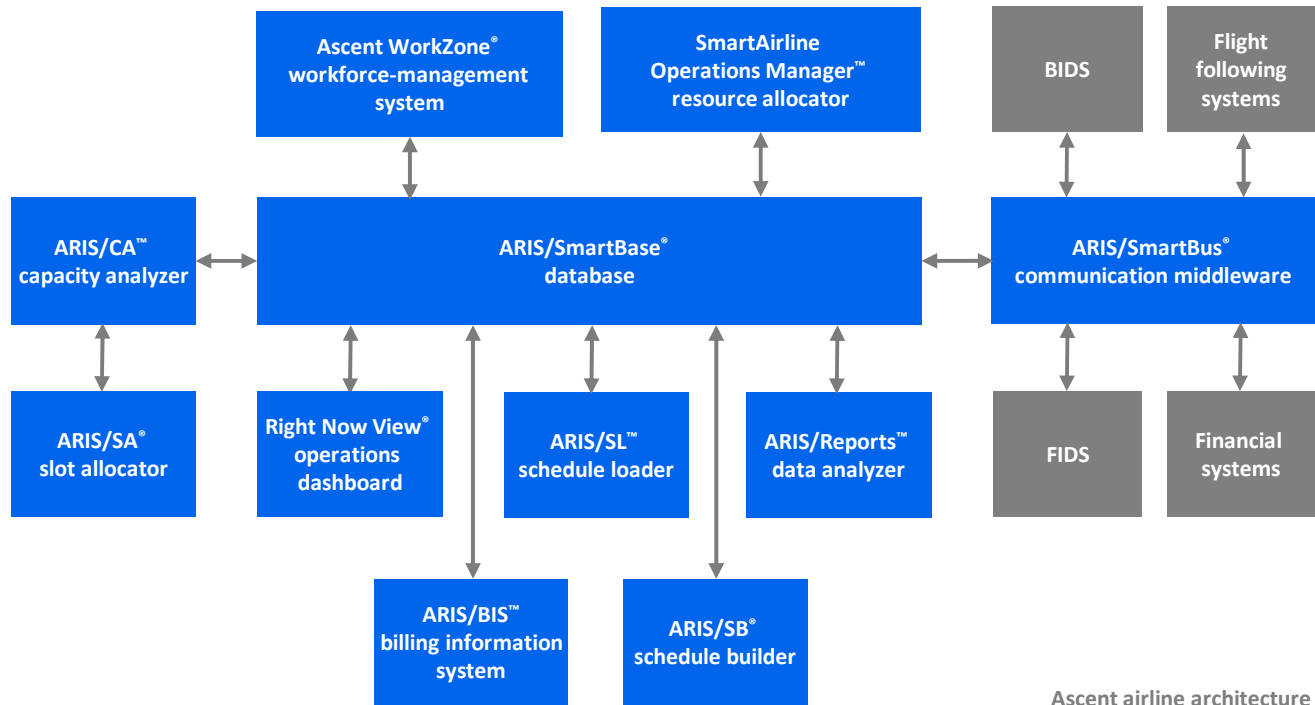 Ascent WorkZone®
workforce-management
system
SmartAirline
Operations Manager™
resource allocator
BIDS
Flight
following
systems
ARIS/CA™
capacity analyzer
ARIS/SmartBase®
database
ARIS/SmartBus®
communication middleware
ARIS/SA®
slot allocator
Right Now View®
operations
dashboard
ARIS/SL™
schedule loader
ARIS/Reports™
data analyzer
FIDS
Financial
systems
ARIS/BIS™
billing information
system
ARIS/SB®
schedule builder
Ascent airline architecture